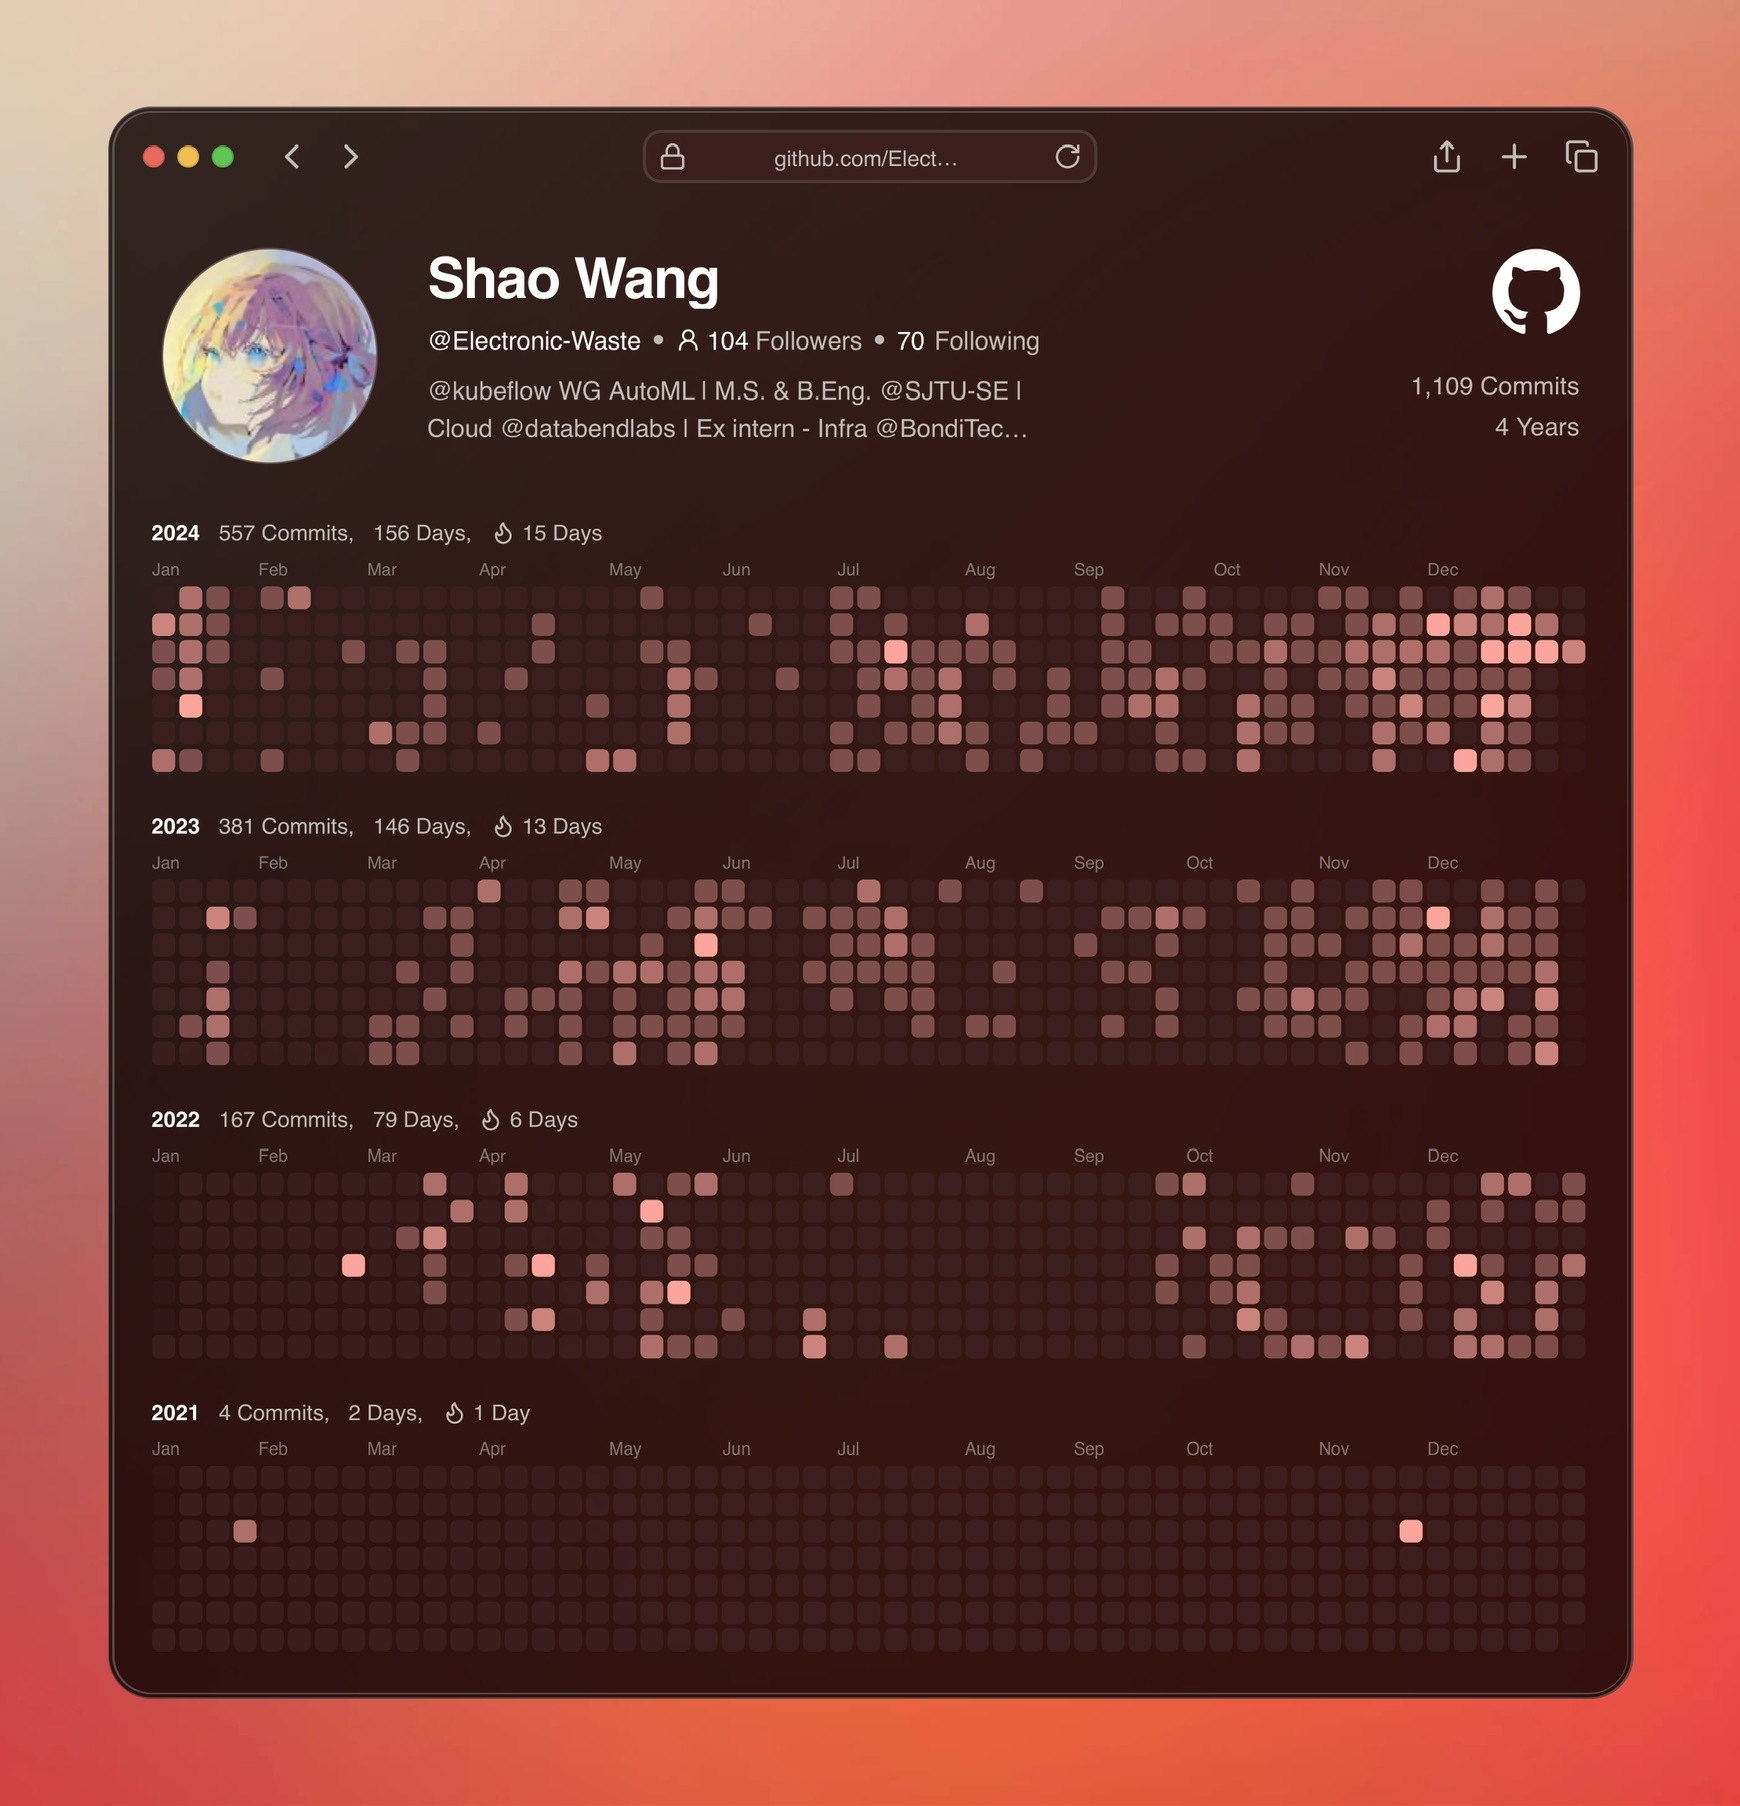 github.com/Elect…
Shao Wang
@Electronic-Waste • 104 Followers • 70 Following
@kubeflow WG AutoML | M.S. & B.Eng. @SJTU-SE |
Cloud @databendlabs | Ex intern - Infra @BondiTec…
1,109 Commits
4 Years
2024 557 Commits, 156 Days, 15 Days
Jan Feb Mar Apr May Jun Jul Aug Sep Oct Nov Dec
2023 381 Commits, 146 Days, 13 Days
Jan Feb Mar Apr May Jun Jul Aug Sep Oct Nov Dec
2022 167 Commits, 79 Days, 6 Days
Jan Feb Mar Apr May Jun Jul Aug Sep Oct Nov Dec
2021 4 Commits, 2 Days, 1 Day
Jan Feb Mar Apr May Jun Jul Aug Sep Oct Nov Dec